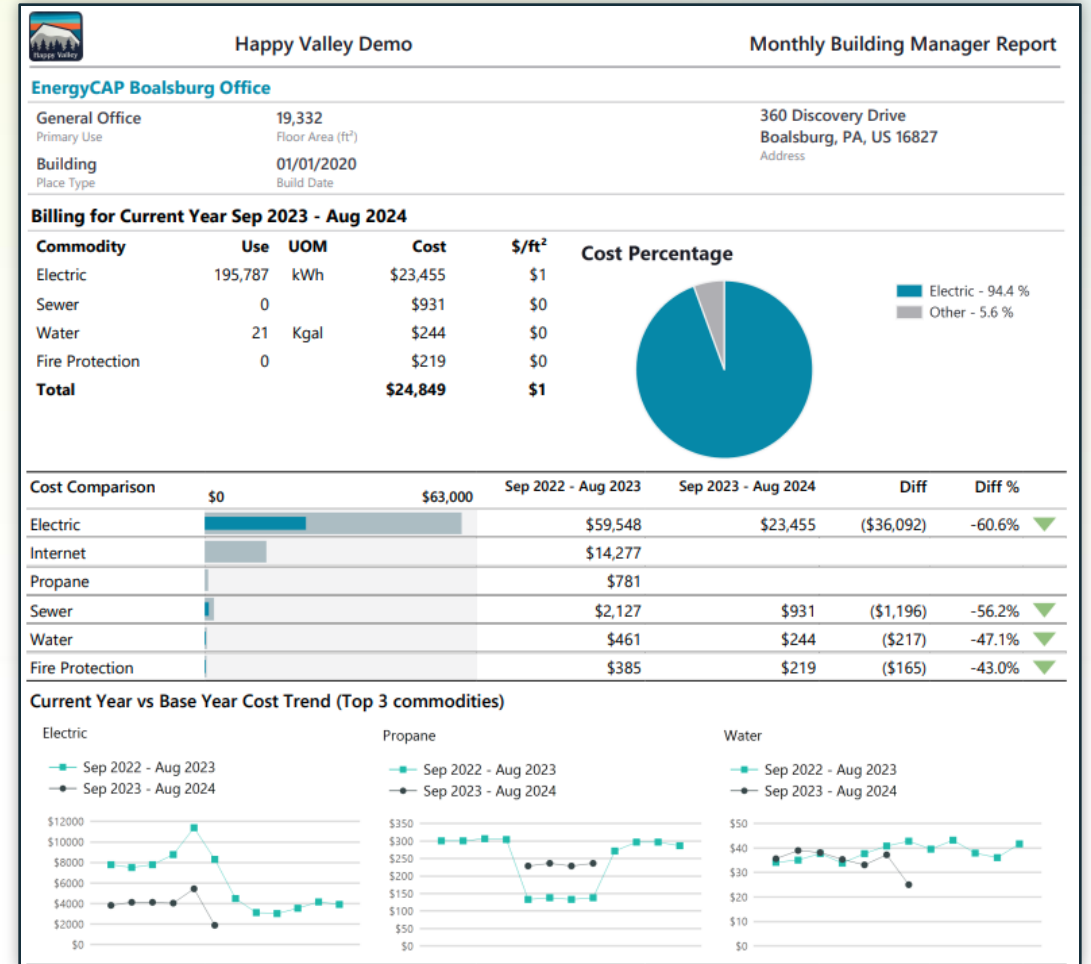 Happy Valley
Happy Valley Demo
Monthly Building Manager Report
EnergyCAP Boalsburg Office
General Office
Primary Use
19,332
Floor Area (ft²)
360 Discovery Drive
Boalsburg, PA, US 16827
Address
Building
Place Type
01/01/2020
Build Date
Billing for Current Year Sep 2023 - Aug 2024
Commodity Use UOM Cost $/ft²
Electric 195,787 kWh $23,455 $1
Sewer 0 $931 $0
Water 21 Kgal $244 $0
Fire Protection 0 $219 $0
Total $24,849 $1
Cost Percentage
Electric - 94.4 %
Other - 5.6 %
Cost Comparison $0 $63,000 Sep 2022 - Aug 2023 Sep 2023 - Aug 2024 Diff Diff %
Electric $59,548 $23,455 ($36,092) -60.6%
Internet $14,277
Propane $781
Sewer $2,127 $931 ($1,196) -56.2%
Water $461 $244 ($217) -47.1%
Fire Protection $385 $219 ($165) -43.0%
Current Year vs Base Year Cost Trend (Top 3 commodities)
Electric
Sep 2022 - Aug 2023
Sep 2023 - Aug 2024
$12000
$10000
$8000
$6000
$4000
$2000
$0
Propane
Sep 2022 - Aug 2023
Sep 2023 - Aug 2024
$350
$300
$250
$200
$150
$100
$50
$0
Water
Sep 2022 - Aug 2023
Sep 2023 - Aug 2024
$50
$40
$30
$20
$10
$0